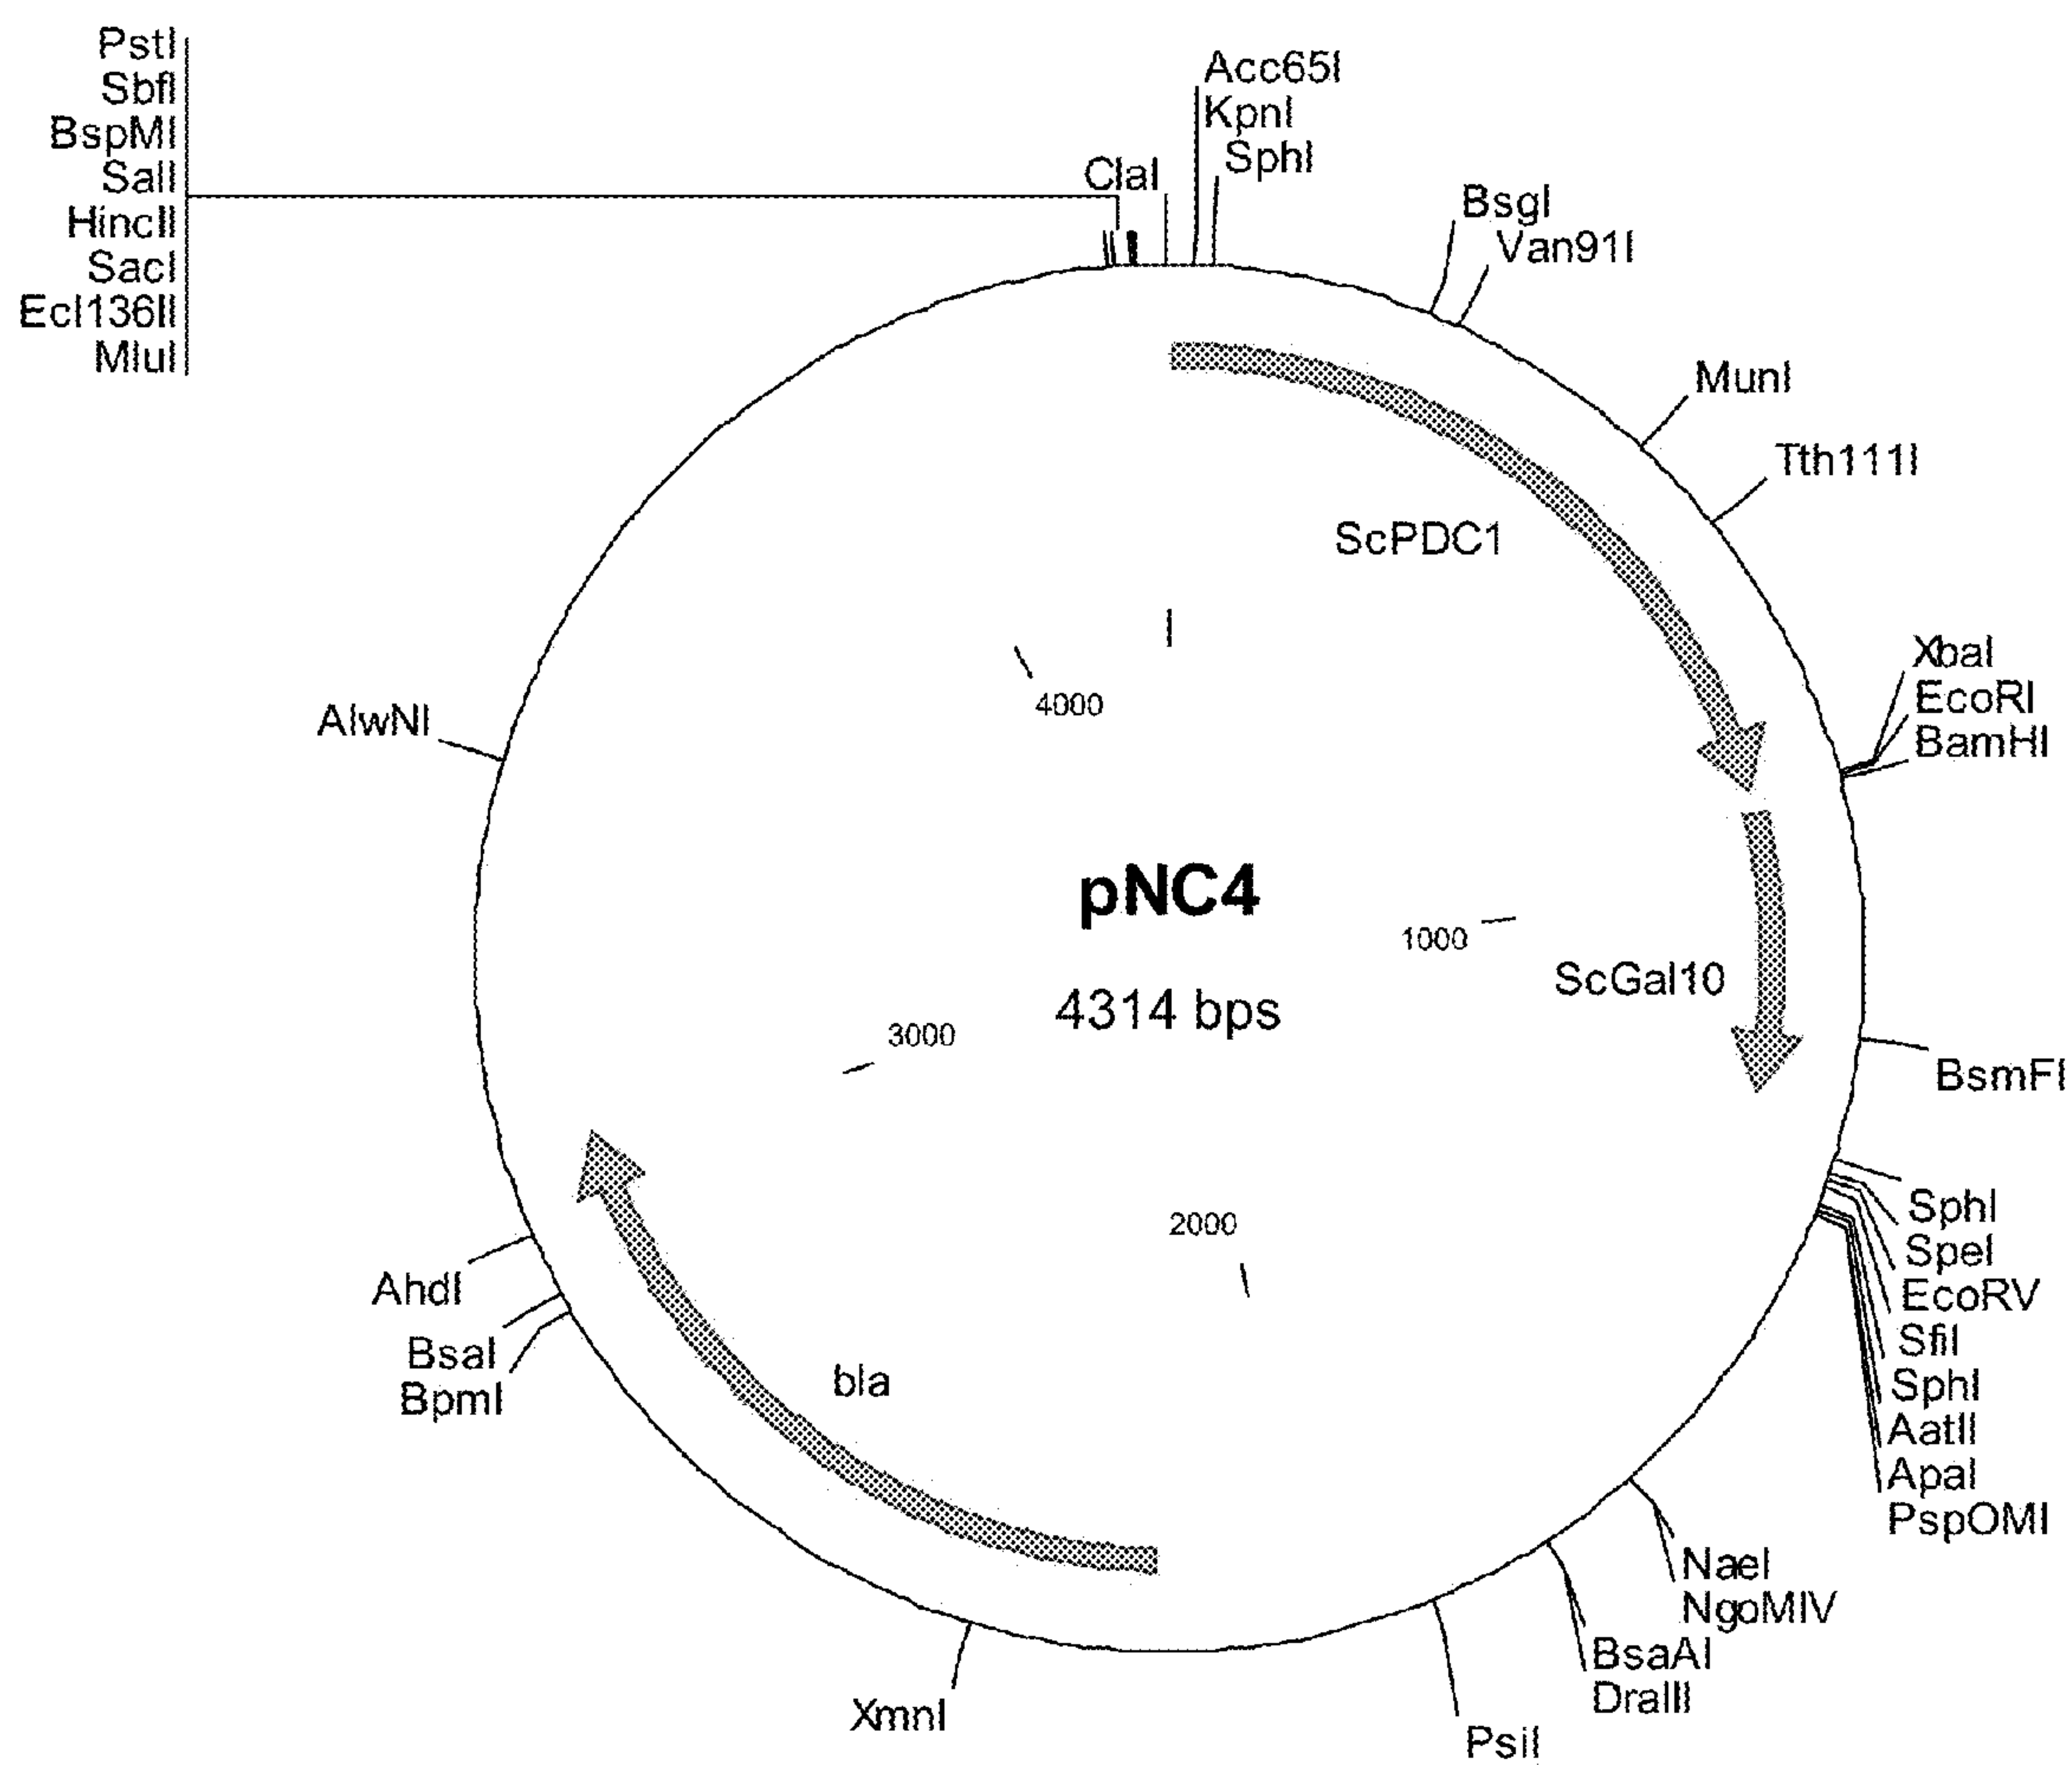 PstI
SbfI
BspMI
SalI
HincII
SacI
Ecl136II
MluI
ClaI
Acc65I
KpnI
SphI
BsgI
Van91I
MunI
Tth111I
ScPDC1
XbaI
EcoRI
BamHI
4000
AlwNI
pNC4
4314 bps
1000
ScGal10
3000
BsmFI
2000
SphI
SpeI
EcoRV
SfiI
SphI
AatII
ApaI
PspOMI
AhdI
BsaI
BpmI
bla
NaeI
NgoMIV
BsaAI
DraIII
PsiI
XmnI